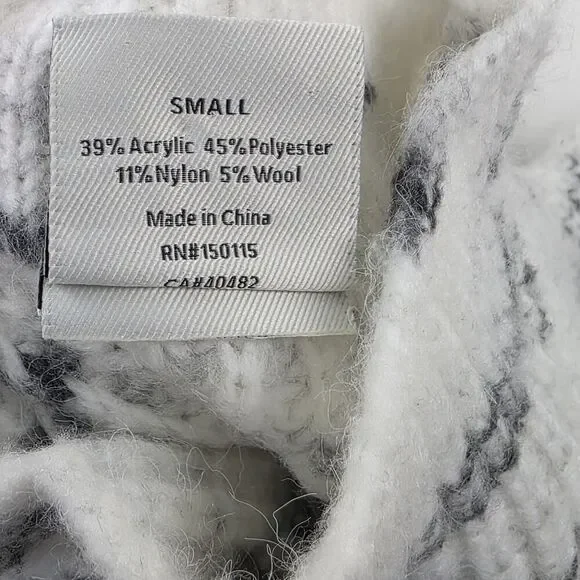 SMALL
39% Acrylic 45% Polyester
11% Nylon 5% Wool
Made in China
RN#150115
CA#40482